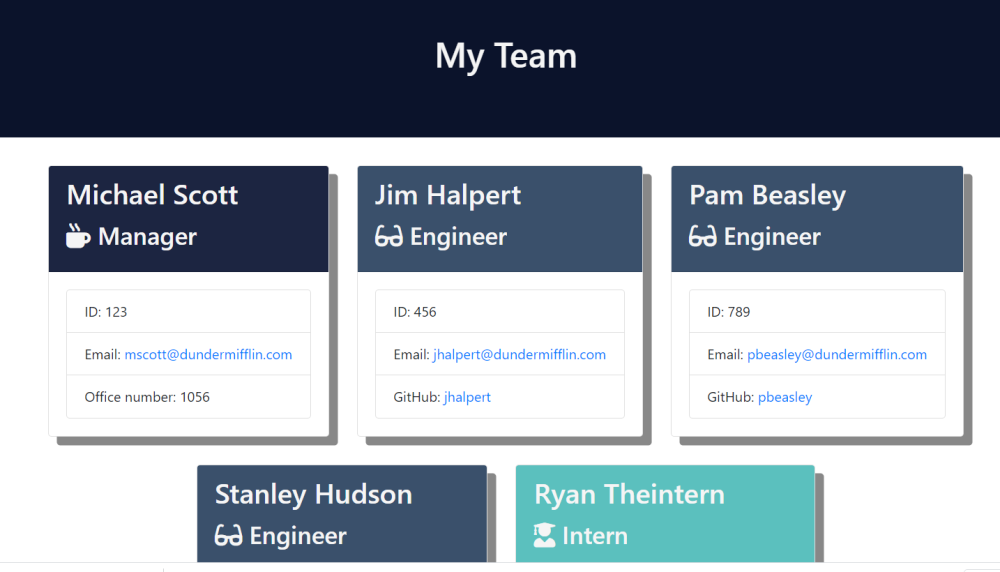 My Team
Michael Scott
Manager
ID: 123
Email: mscott@dundermifflin.com
Office number: 1056
Jim Halpert
Engineer
ID: 456
Email: jhalpert@dundermifflin.com
GitHub: jhalpert
Pam Beasley
Engineer
ID: 789
Email: pbeasley@dundermifflin.com
GitHub: pbeasley
Stanley Hudson
Engineer
Ryan Theintern
Intern